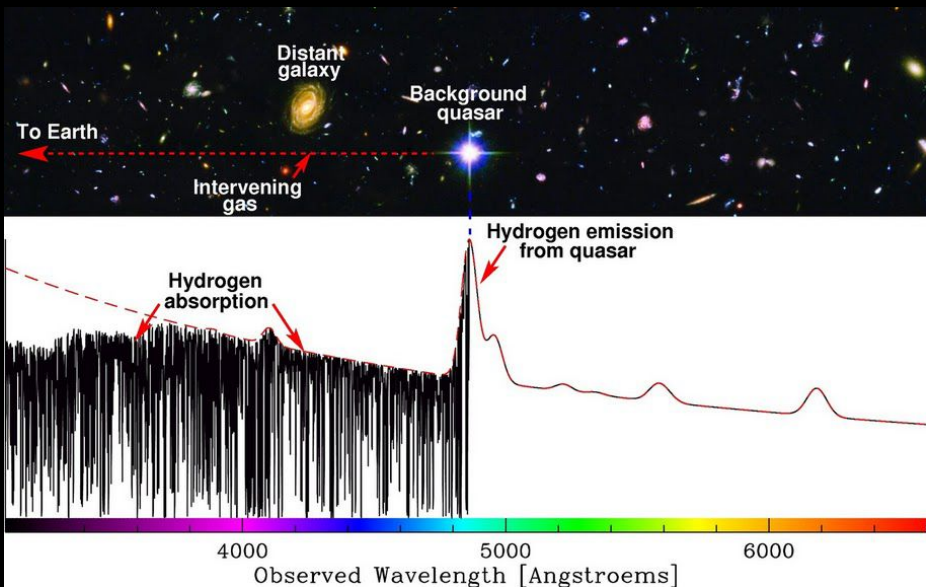 Distant
galaxy
Background
quasar
To Earth
Intervening
gas
Hydrogen emission
from quasar
Hydrogen
absorption
4000 5000 6000
Observed Wavelength [Angstroems]